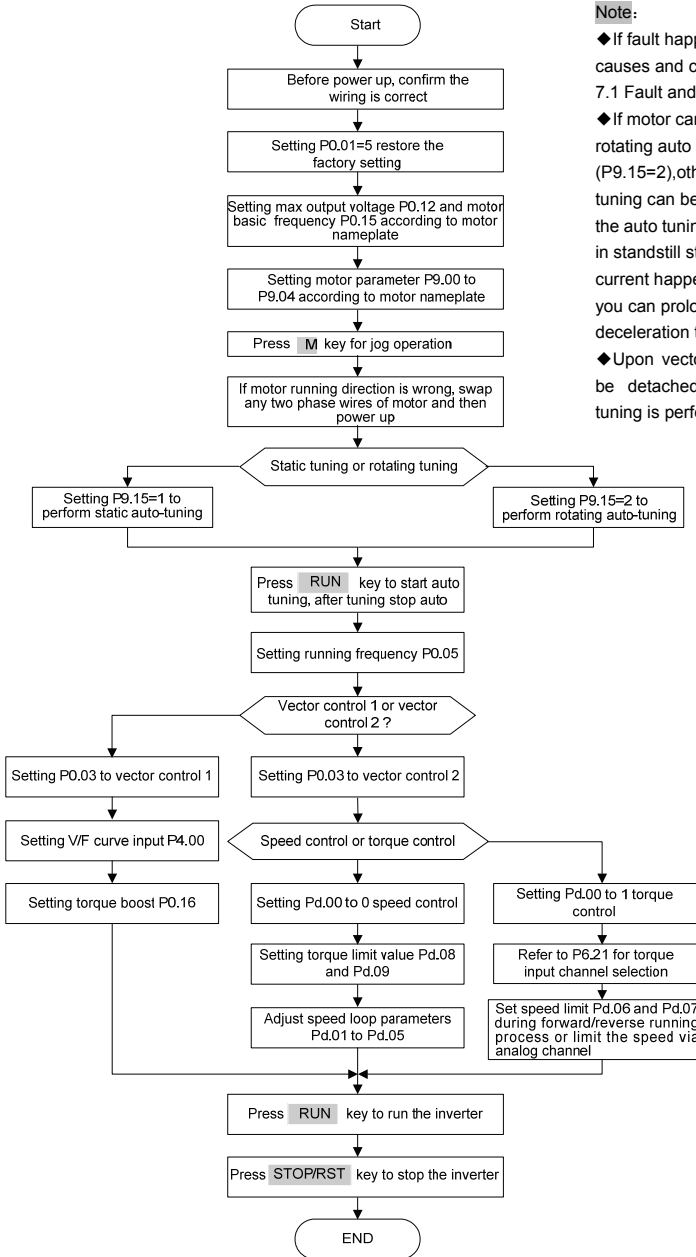 Start
Before power up, confirm the
wiring is correct
Setting P0.01=5 restore the
factory setting
Setting max output voltage P0.12 and motor
basic frequency P0.15 according to motor
nameplate
Setting motor parameter P9.00 to
P9.04 according to motor nameplate
Press M key for jog operation
If motor running direction is wrong, swap
any two phase wires of motor and then
power up
Static tuning or rotating tuning
Setting P9.15=1 to
perform static auto-tuning
Setting P9.15=2 to
perform rotating auto-tuning
Press RUN key to start auto
tuning, after tuning stop auto
Setting running frequency P0.05
Vector control 1 or vector
control 2 ?
Setting P0.03 to vector control 1
Setting P0.03 to vector control 2
Setting V/F curve input P4.00
Speed control or torque control
Setting torque boost P0.16
Setting Pd.00 to 0 speed control
Setting Pd.00 to 1 torque
control
Setting torque limit value Pd.08
and Pd.09
Refer to P6.21 for torque
input channel selection
Adjust speed loop parameters
Pd.01 to Pd.05
Set speed limit Pd.06 and Pd.07
during forward/reverse running
process or limit the speed via
analog channel
Press RUN key to run the inverter
Press STOP/RST key to stop the inverter
END
Note:
◆If fault
causes and
7.1 Fault and
◆If motor
rotating auto
(P9.15=2),
tuning can be
the auto
in standstill
current
you can
deceleration
◆Upon
be detached
tuning is